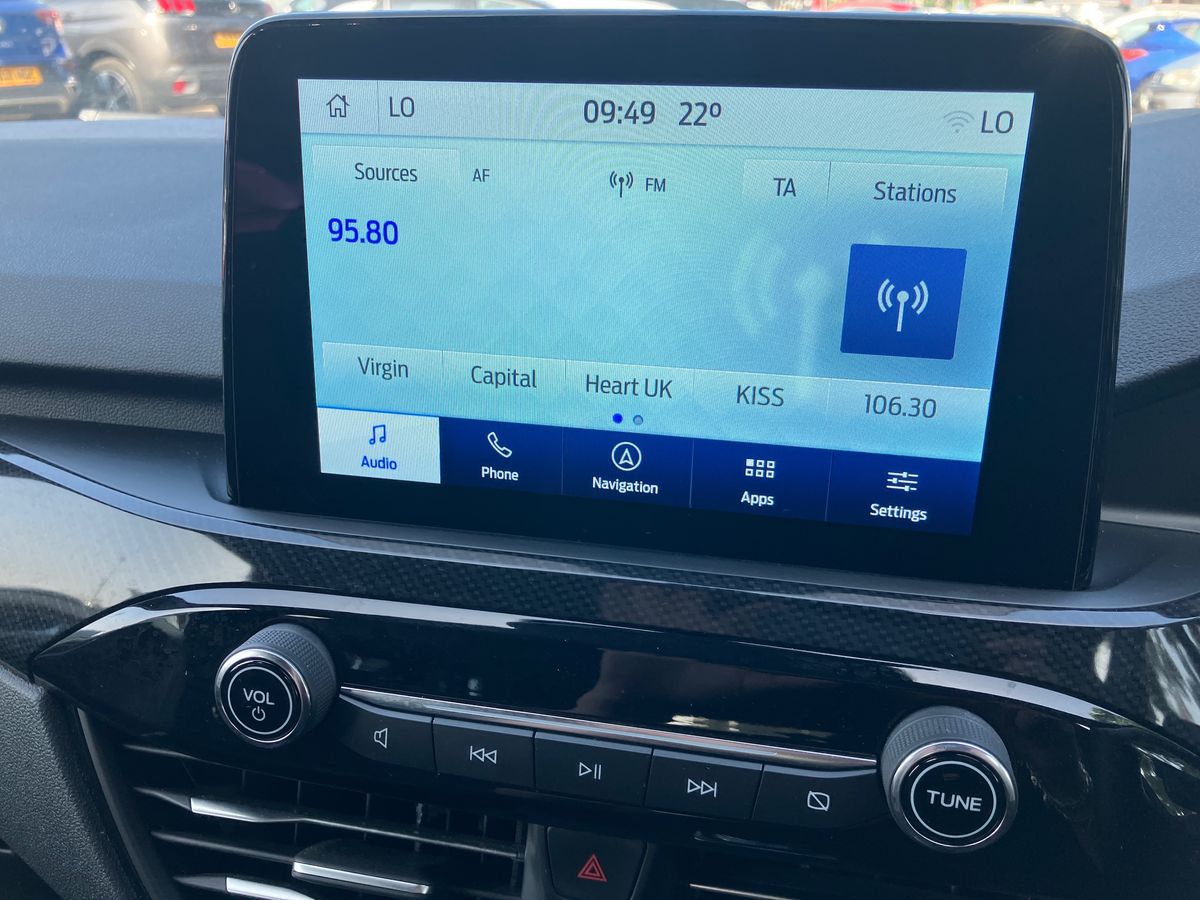 LO 09:49 22º LO
Sources AF FM TA Stations
95.80
Virgin Capital Heart UK KISS 106.30
Audio Phone Navigation Apps Settings
VOL
TUNE